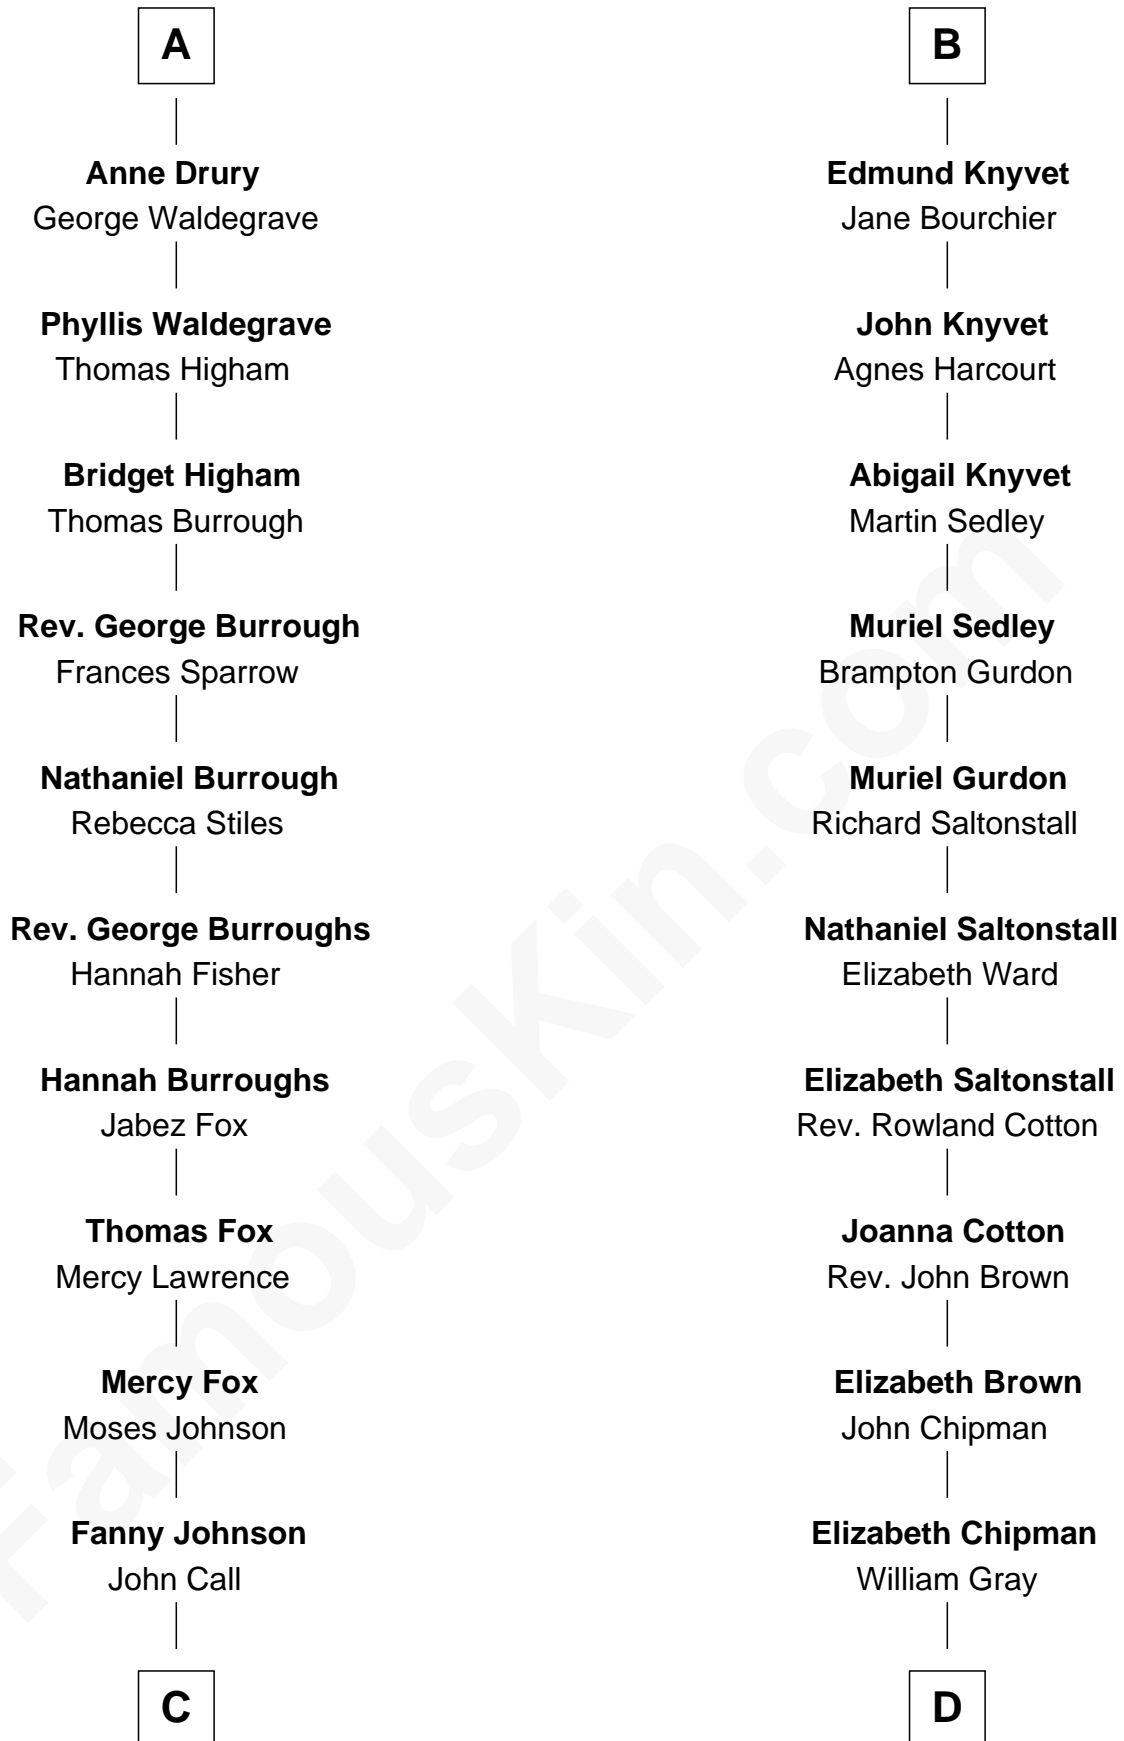 A
Anne Drury
George Waldegrave
Phyllis Waldegrave
Thomas Higham
Bridget Higham
Thomas Burrough
Rev. George Burrough
Frances Sparrow
Nathaniel Burrough
Rebecca Stiles
Rev. George Burroughs
Hannah Fisher
Hannah Burroughs
Jabez Fox
Thomas Fox
Mercy Lawrence
Mercy Fox
Moses Johnson
Fanny Johnson
John Call
C
B
Edmund Knyvet
Jane Bourchier
John Knyvet
Agnes Harcourt
Abigail Knyvet
Martin Sedley
Muriel Sedley
Brampton Gurdon
Muriel Gurdon
Richard Saltonstall
Nathaniel Saltonstall
Elizabeth Ward
Elizabeth Saltonstall
Rev. Rowland Cotton
Joanna Cotton
Rev. John Brown
Elizabeth Brown
John Chipman
Elizabeth Chipman
William Gray
D
FamousKin.com